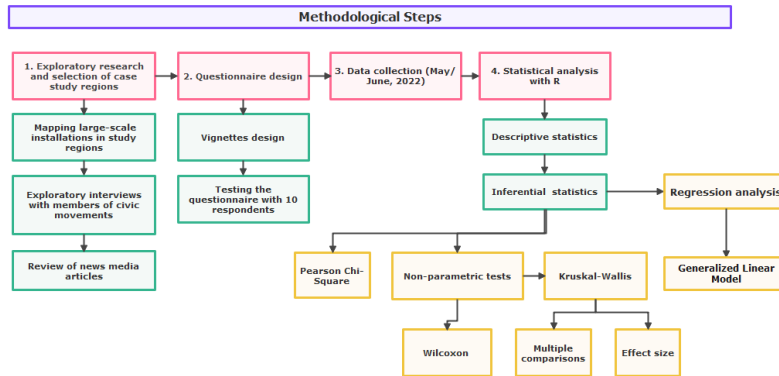 Methodological Steps
1. Exploratory research
and selection of case
study regions
2. Questionnaire design
3. Data collection (May/
June, 2022)
4. Statistical analysis
with R
Mapping large-scale
installations in study
regions
Vignettes design
Descriptive statistics
Exploratory interviews
with members of civic
movements
Testing the
questionnaire with 10
respondents
Inferential statistics
Regression analysis
Review of news media
articles
Pearson Chi-
Square
Non-parametric tests
Kruskal-Wallis
Generalized Linear
Model
Wilcoxon
Multiple
comparisons
Effect size